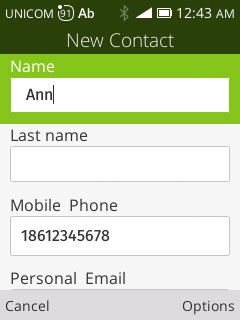 UNICOM 91 Ab 12:43 AM
New Contact
Name
Ann
Last name
Mobile Phone
18612345678
Personal Email
Cancel Options